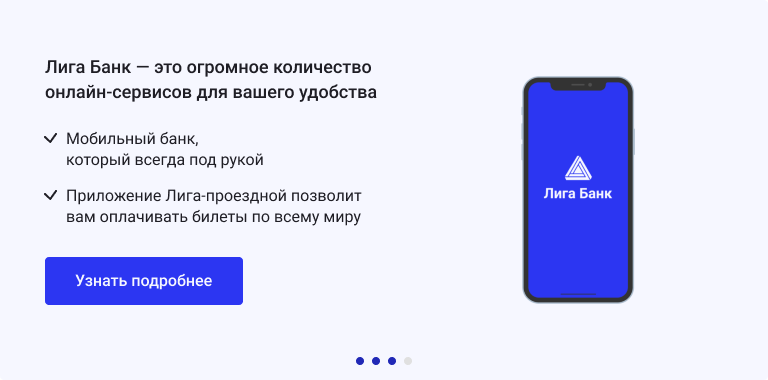 Лига Банк — это огромное количество
онлайн-сервисов для вашего удобства
Мобильный банк,
который всегда под рукой
Приложение Лига-проездной позволит
вам оплачивать билеты по всему миру
Узнать подробнее
Лига Банк